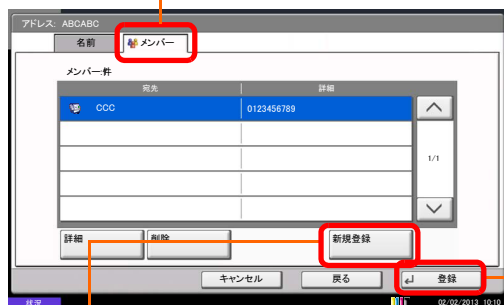 アドレス: ABCABC
名前
メンバー
メンバー:件
宛先 詳細
CCC 0123456789
1/1
詳細 削除 新規登録
キャンセル 戻る 登録
状況 02/02/2013 10:10